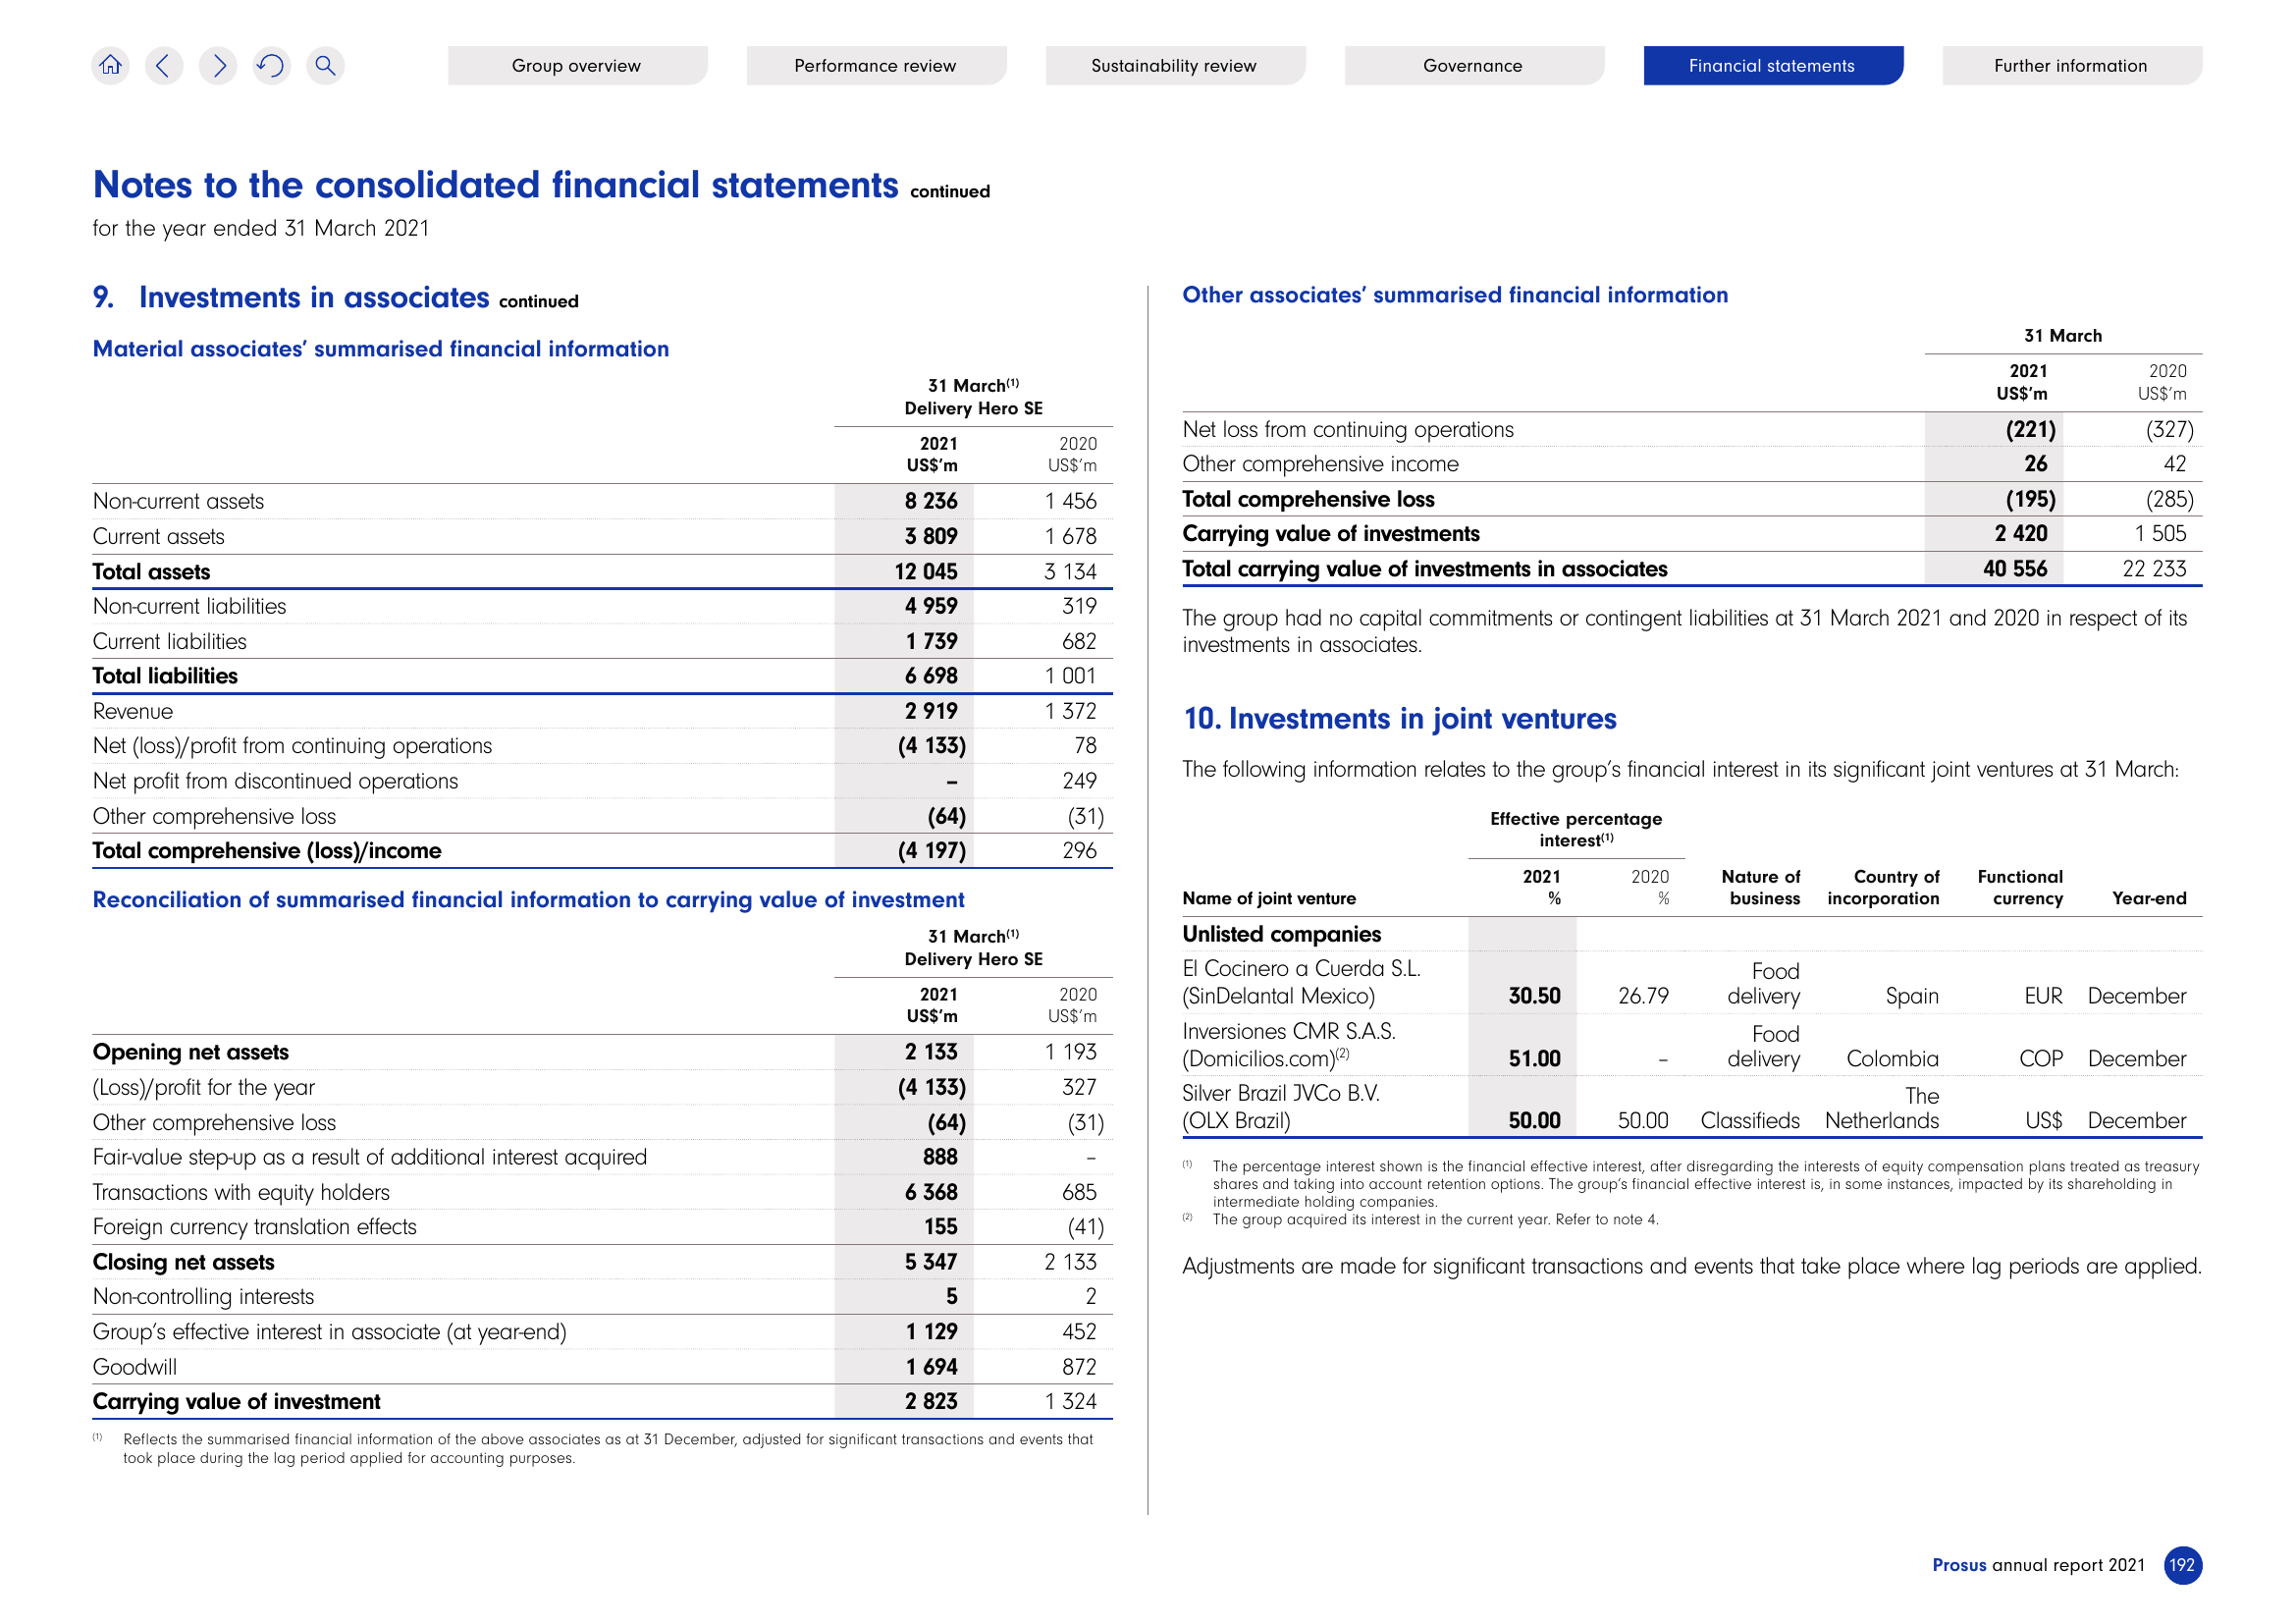 Group overview
Performance review
Sustainability review
Governance
Financial statements
Further information
Notes to the consolidated financial statements continued
for the year ended 31 March 2021
9. Investments in associates continued
Material associates’ summarised financial information
31 March(1)
Delivery Hero SE
2021 2020
US$’m US$’m
Non-current assets 8 236 1 456
Current assets 3 809 1 678
Total assets 12 045 3 134
Non-current liabilities 4 959 319
Current liabilities 1 739 682
Total liabilities 6 698 1 001
Revenue 2 919 1 372
Net (loss)/profit from continuing operations (4 133) 78
Net profit from discontinued operations – 249
Other comprehensive loss (64) (31)
Total comprehensive (loss)/income (4 197) 296
Reconciliation of summarised financial information to carrying value of investment
31 March(1)
Delivery Hero SE
2021 2020
US$’m US$’m
Opening net assets 2 133 1 193
(Loss)/profit for the year (4 133) 327
Other comprehensive loss (64) (31)
Fair-value step-up as a result of additional interest acquired 888 –
Transactions with equity holders 6 368 685
Foreign currency translation effects 155 (41)
Closing net assets 5 347 2 133
Non-controlling interests 5 2
Group’s effective interest in associate (at year-end) 1 129 452
Goodwill 1 694 872
Carrying value of investment 2 823 1 324
(1) Reflects the summarised financial information of the above associates as at 31 December, adjusted for significant transactions and events that
took place during the lag period applied for accounting purposes.
Other associates’ summarised financial information
31 March
2021 2020
US$’m US$’m
Net loss from continuing operations (221) (327)
Other comprehensive income 26 42
Total comprehensive loss (195) (285)
Carrying value of investments 2 420 1 505
Total carrying value of investments in associates 40 556 22 233
The group had no capital commitments or contingent liabilities at 31 March 2021 and 2020 in respect of its
investments in associates.
10. Investments in joint ventures
The following information relates to the group’s financial interest in its significant joint ventures at 31 March:
Effective percentage
interest(1)
2021 2020 Nature of Country of Functional
Name of joint venture % % business incorporation currency Year-end
Unlisted companies
El Cocinero a Cuerda S.L. Food
(SinDelantal Mexico) 30.50 26.79 delivery Spain EUR December
Inversiones CMR S.A.S. Food
(Domicilios.com)(2) 51.00 – delivery Colombia COP December
Silver Brazil JVCo B.V. The
(OLX Brazil) 50.00 50.00 Classifieds Netherlands US$ December
(1) The percentage interest shown is the financial effective interest, after disregarding the interests of equity compensation plans treated as treasury
shares and taking into account retention options. The group’s financial effective interest is, in some instances, impacted by its shareholding in
intermediate holding companies.
(2) The group acquired its interest in the current year. Refer to note 4.
Adjustments are made for significant transactions and events that take place where lag periods are applied.
Prosus annual report 2021 192